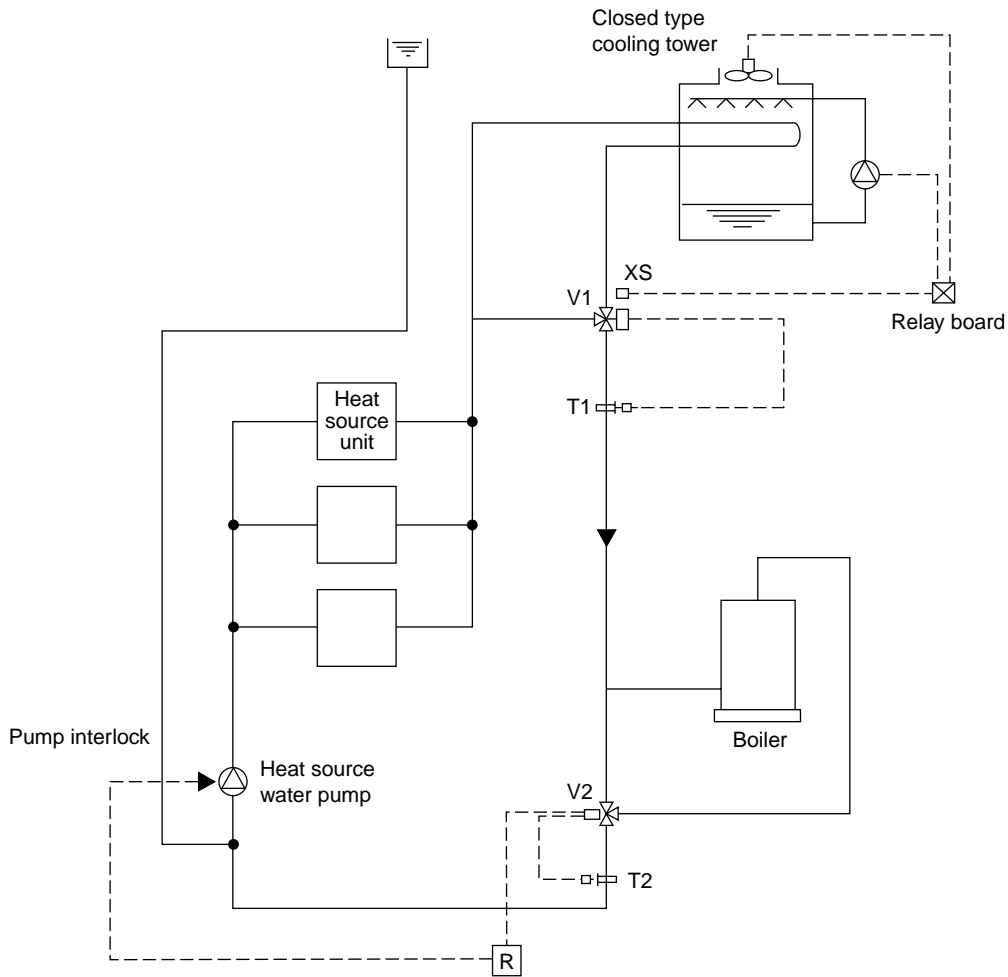 Closed type
cooling tower
XS
V1
Relay board
T1
Heat
source
unit
Boiler
Pump interlock
Heat source
water pump
V2
T2
R